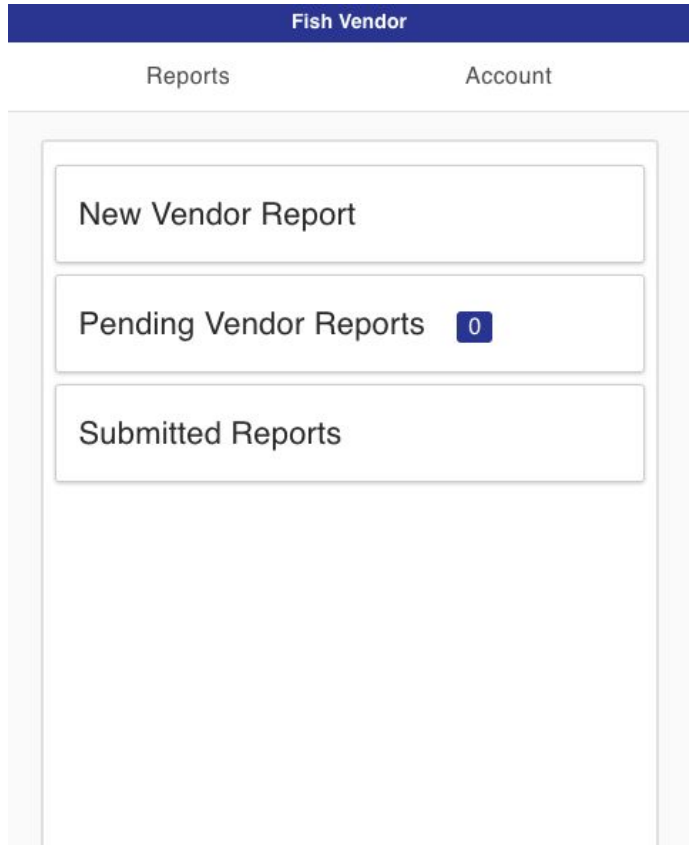 Fish Vendor
Reports Account
New Vendor Report
Pending Vendor Reports 0
Submitted Reports